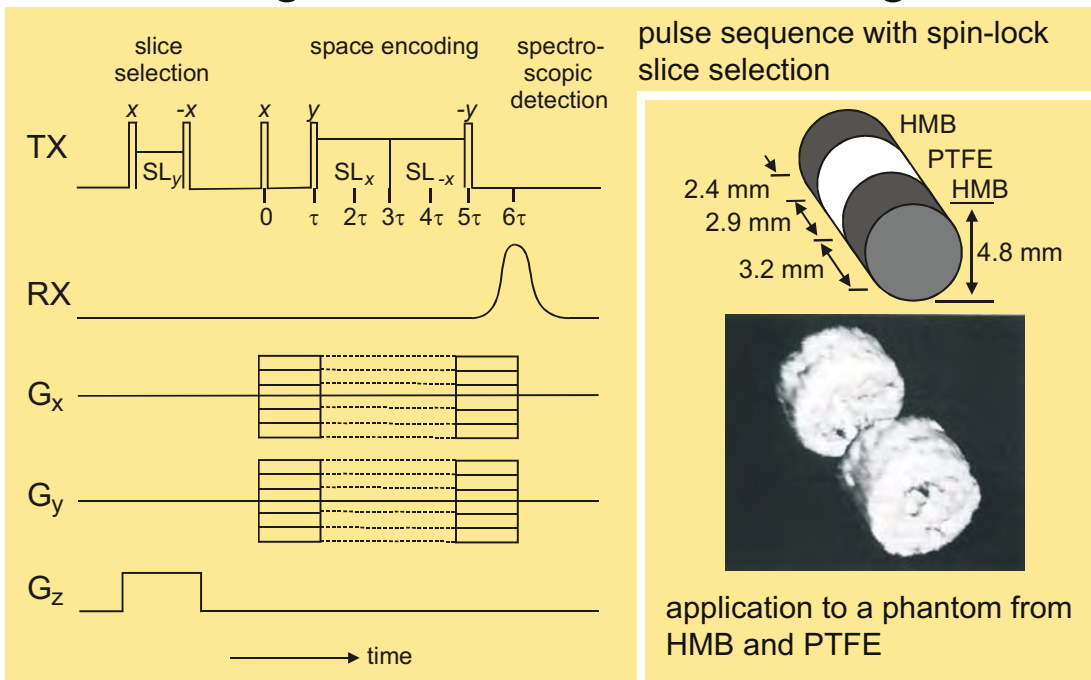 slice
selection
space encoding
spectro-
scopic
detection
x
-x
x
y
-y
TX
SLy
SLx
SL-x
0
τ
2τ
3τ
4τ
5τ
6τ
RX
Gx
Gy
Gz
time
pulse sequence with spin-lock
slice selection
HMB
PTFE
HMB
2.4 mm
2.9 mm
3.2 mm
4.8 mm
application to a phantom from
HMB and PTFE